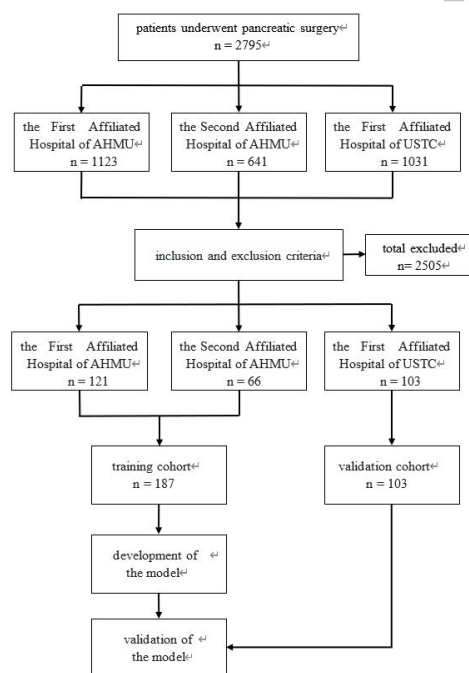 patients underwent pancreatic surgery↵
n = 2795
the First Affiliated
Hospital of AHMU↵
n = 1123
the Second Affiliated
Hospital of AHMU↵
n = 641
the First Affiliated
Hospital of USTC↵
n = 1031
inclusion and exclusion criteria↵
total excluded↵
n= 2505
the First Affiliated
Hospital of AHMU↵
n = 121
the Second Affiliated
Hospital of AHMU↵
n = 66
the First Affiliated
Hospital of USTC↵
n = 103
training cohort↵
n = 187
validation cohort↵
n = 103
development of ↵
the model↵
validation of ↵
the model↵